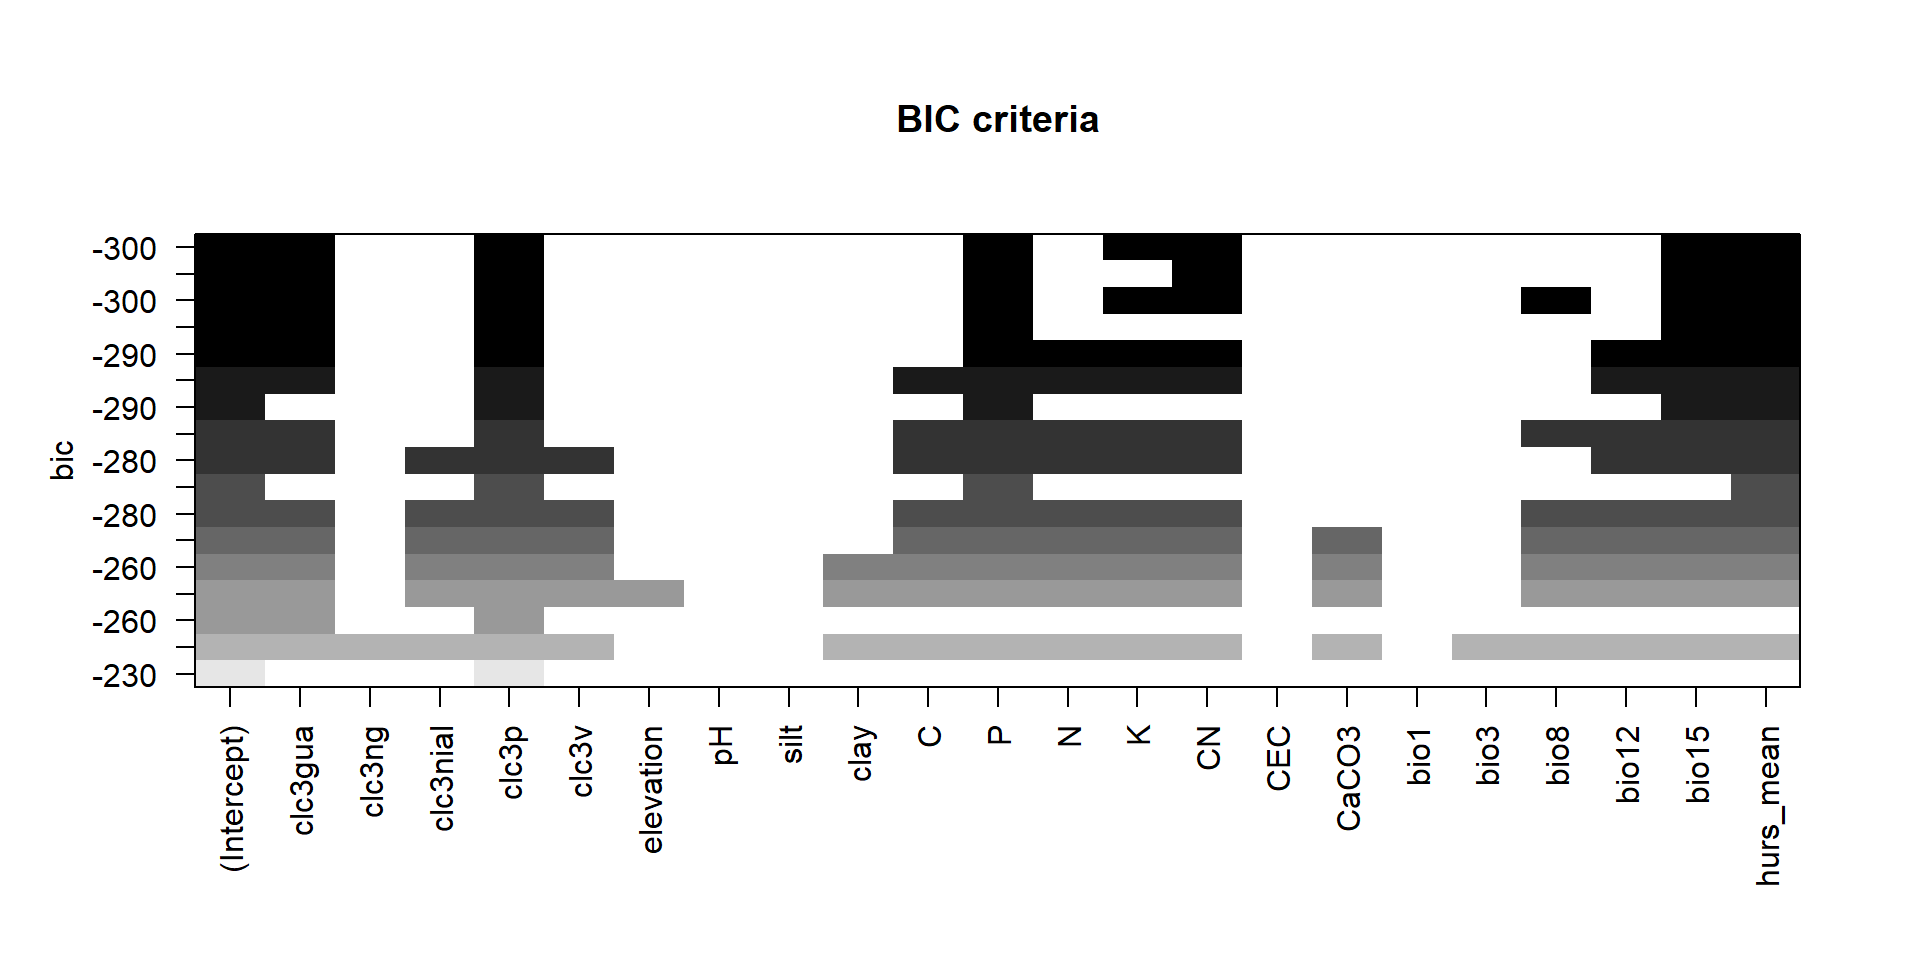 BIC criteria
bic
-300
-300
-290
-290
-280
-280
-260
-260
-230
(Intercept)
clc3gua
clc3ng
clc3nial
clc3p
clc3v
elevation
pH
silt
clay
C
P
N
K
CN
CEC
CaCO3
bio1
bio3
bio8
bio12
bio15
hurs_mean